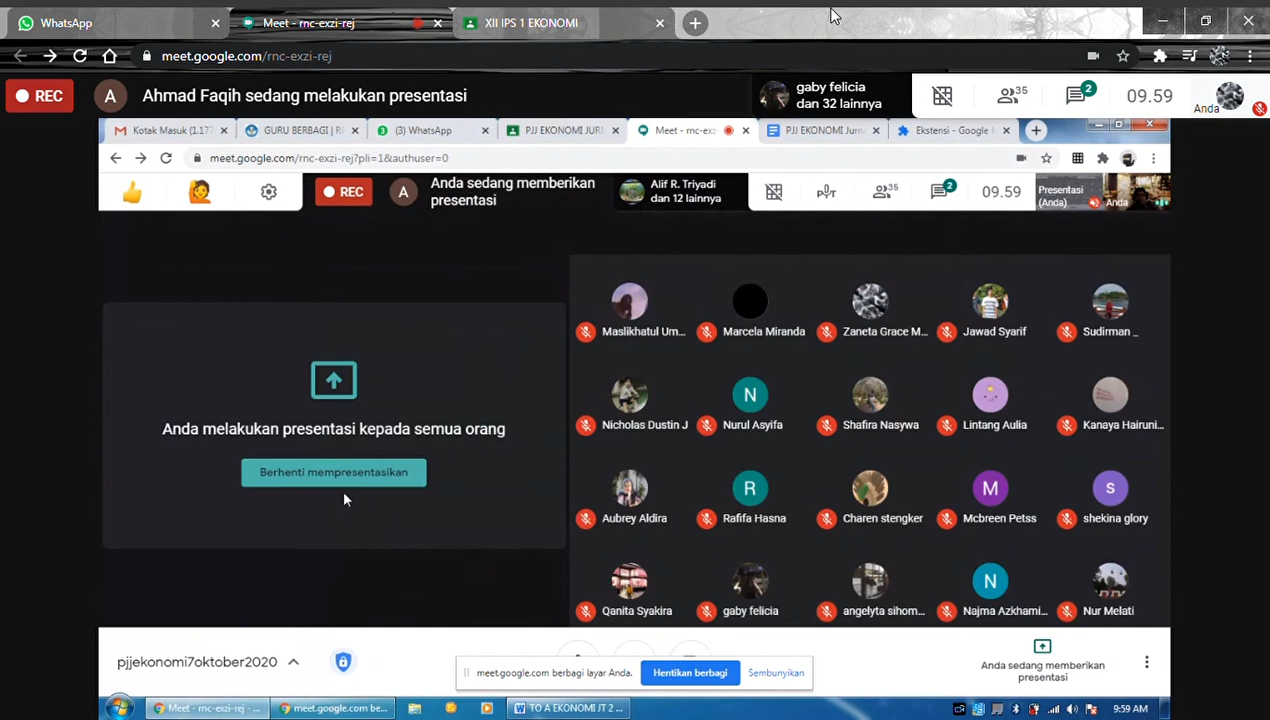 WhatsApp
Meet - rnc-exzi-rej
XII IPS 1 EKONOMI
meet.google.com/rnc-exzi-rej
REC
A
Ahmad Faqih sedang melakukan presentasi
gaby felicia
dan 32 lainnya
35
2
09.59
Anda
Kotak Masuk (1.177
GURU BERBAGI | R
(3) WhatsApp
PJJ EKONOMI JURN
Meet - rnc-exz
PJJ EKONOMI Jurna
Ekstensi - Google
meet.google.com/rnc-exzi-rej?pli=1&authuser=0
REC
A
Anda sedang memberikan
presentasi
Alif R. Triyadi
dan 12 lainnya
35
2
09.59
Presentasi
(Anda)
Anda
Maslikhatul Um...
Marcela Miranda
Zaneta Grace M...
Jawad Syarif
Sudirman _
N
Nicholas Dustin J
Nurul Asyifa
Shafira Nasywa
Lintang Aulia
Kanaya Hairuni...
Anda melakukan presentasi kepada semua orang
Berhenti mempresentasikan
R
M
s
Aubrey Aldira
Rafifa Hasna
Charen stengker
Mcbreen Petss
shekina glory
N
Qanita Syakira
gaby felicia
angelyta sihom...
Najma Azkhami...
Nur Melati
pjjekonomi7oktober2020
meet.google.com berbagi layar Anda.
Hentikan berbagi
Sembunyikan
Anda sedang memberikan
presentasi
Meet - rnc-exzi-rej - ...
meet.google.com be...
TO A EKONOMI JT 2 ...
9:59 AM